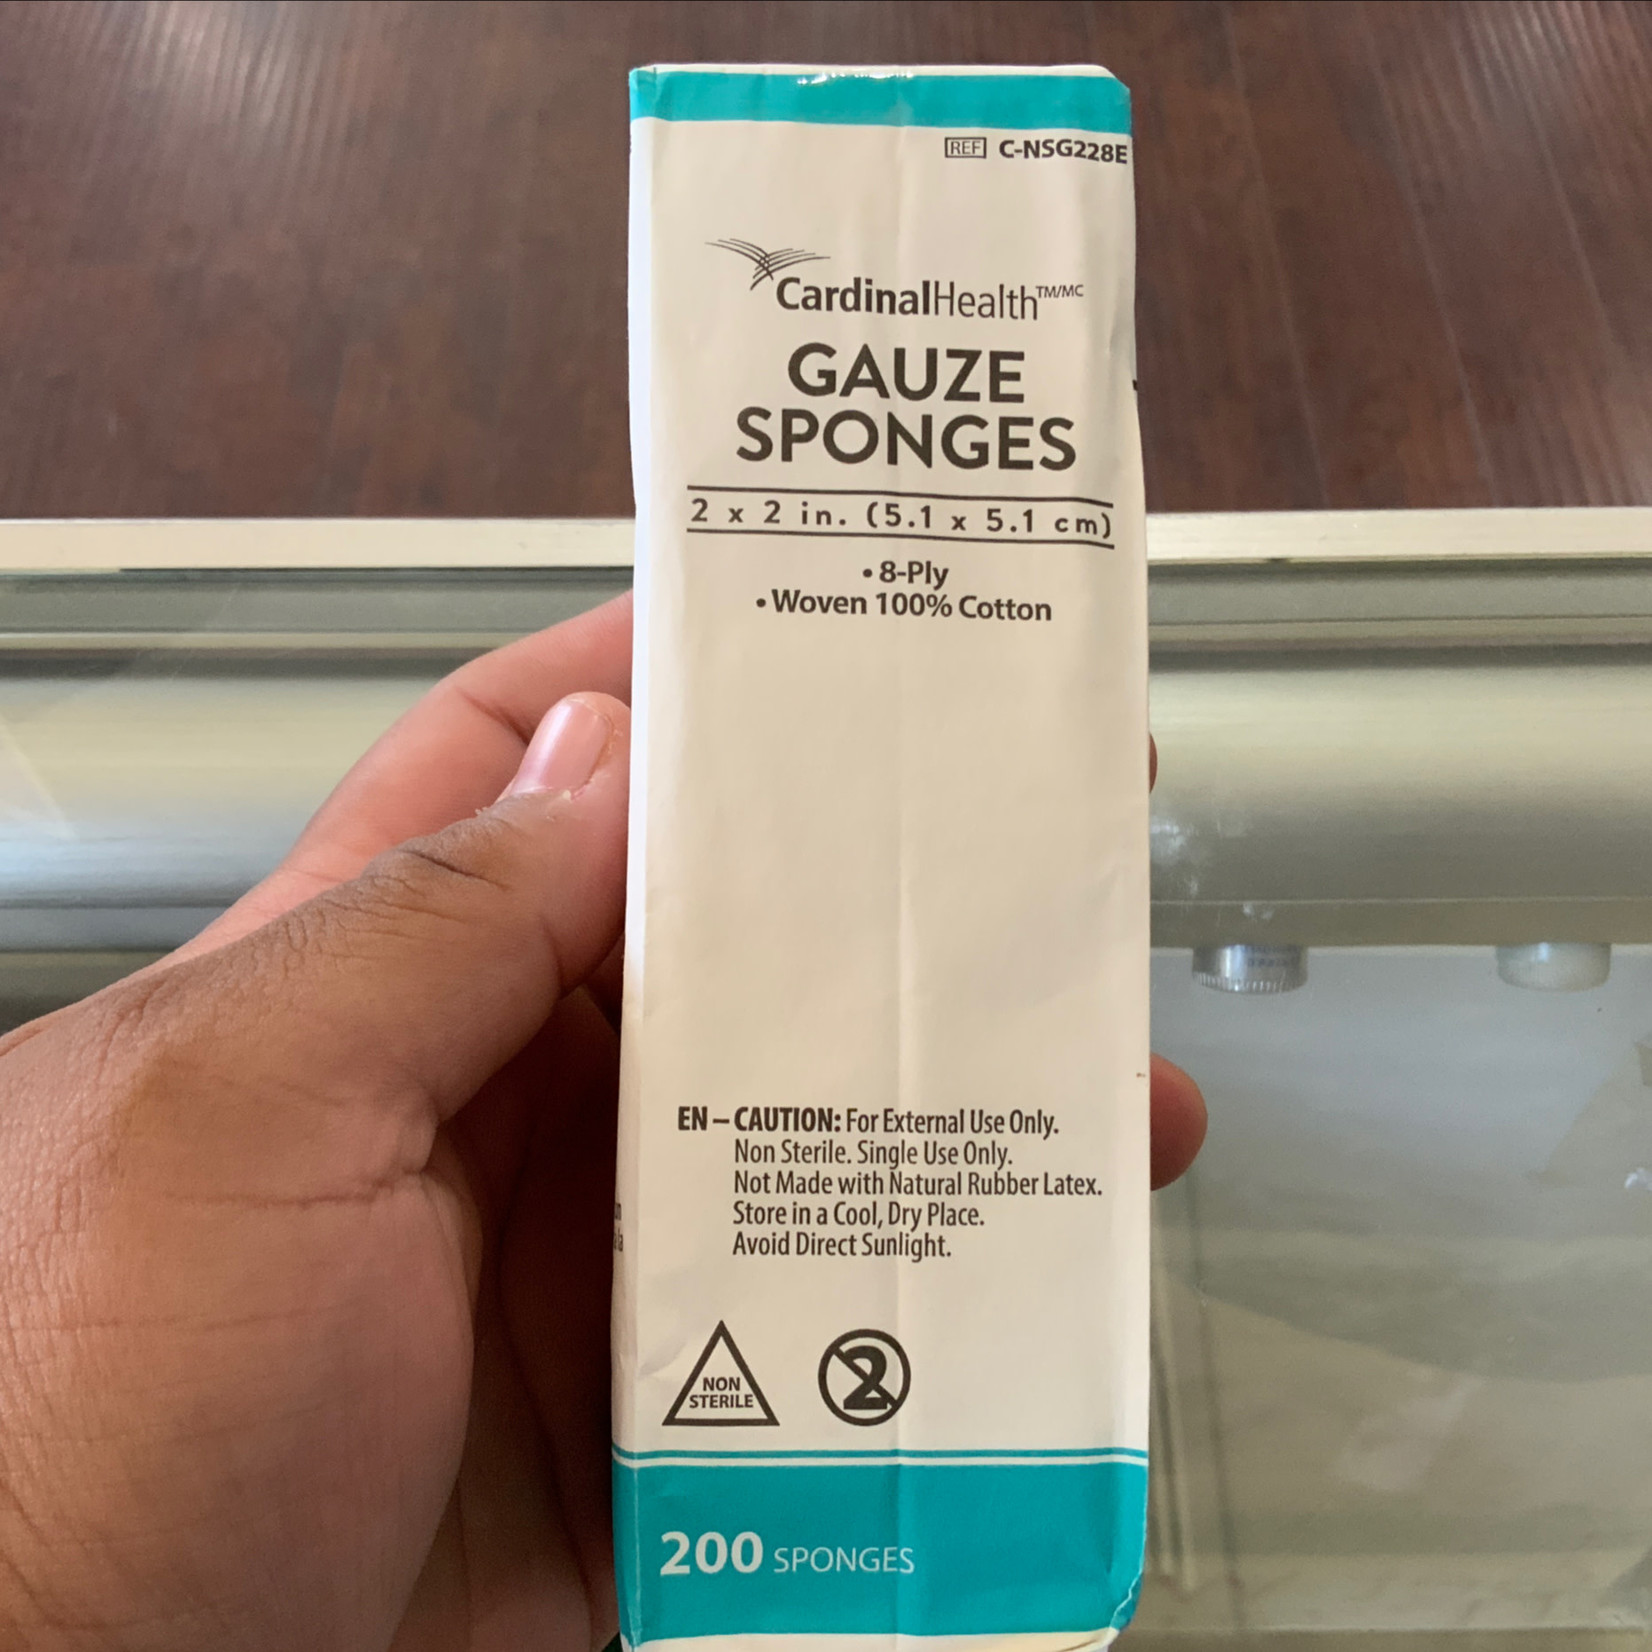 REF C-NSG228E
CardinalHealth™/MC
GAUZE
SPONGES
2 x 2 in. (5.1 x 5.1 cm)
• 8-Ply
• Woven 100% Cotton
EN – CAUTION: For External Use Only.
Non Sterile. Single Use Only.
Not Made with Natural Rubber Latex.
Store in a Cool, Dry Place.
Avoid Direct Sunlight.
NON
STERILE
2
200 SPONGES